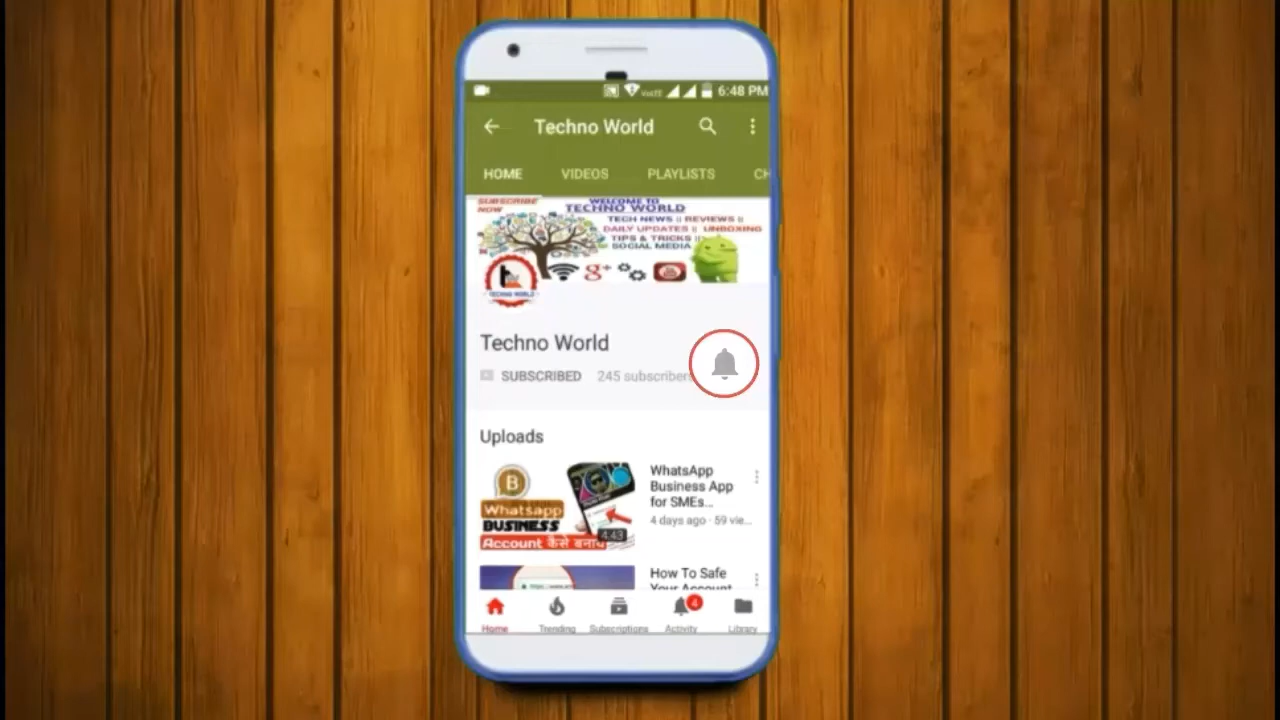 VoLTE 6:48 PM
Techno World
HOME VIDEOS PLAYLISTS CH
SUBSCRIBE
NOW
WELCOME TO
TECHNO WORLD
TECH NEWS || REVIEWS ||
DAILY UPDATES || UNBOXING
TIPS & TRICKS ||
SOCIAL MEDIA
g+
TECHNO WORLD
Techno World
SUBSCRIBED 245 subscribers
Uploads
B
Whatsapp
BUSINESS
Account कैसे बनाये
4:43
WhatsApp
Business App
for SMEs...
4 days ago · 59 vie...
How To Safe
Your Account
4
Home Trending Subscriptions Activity Library